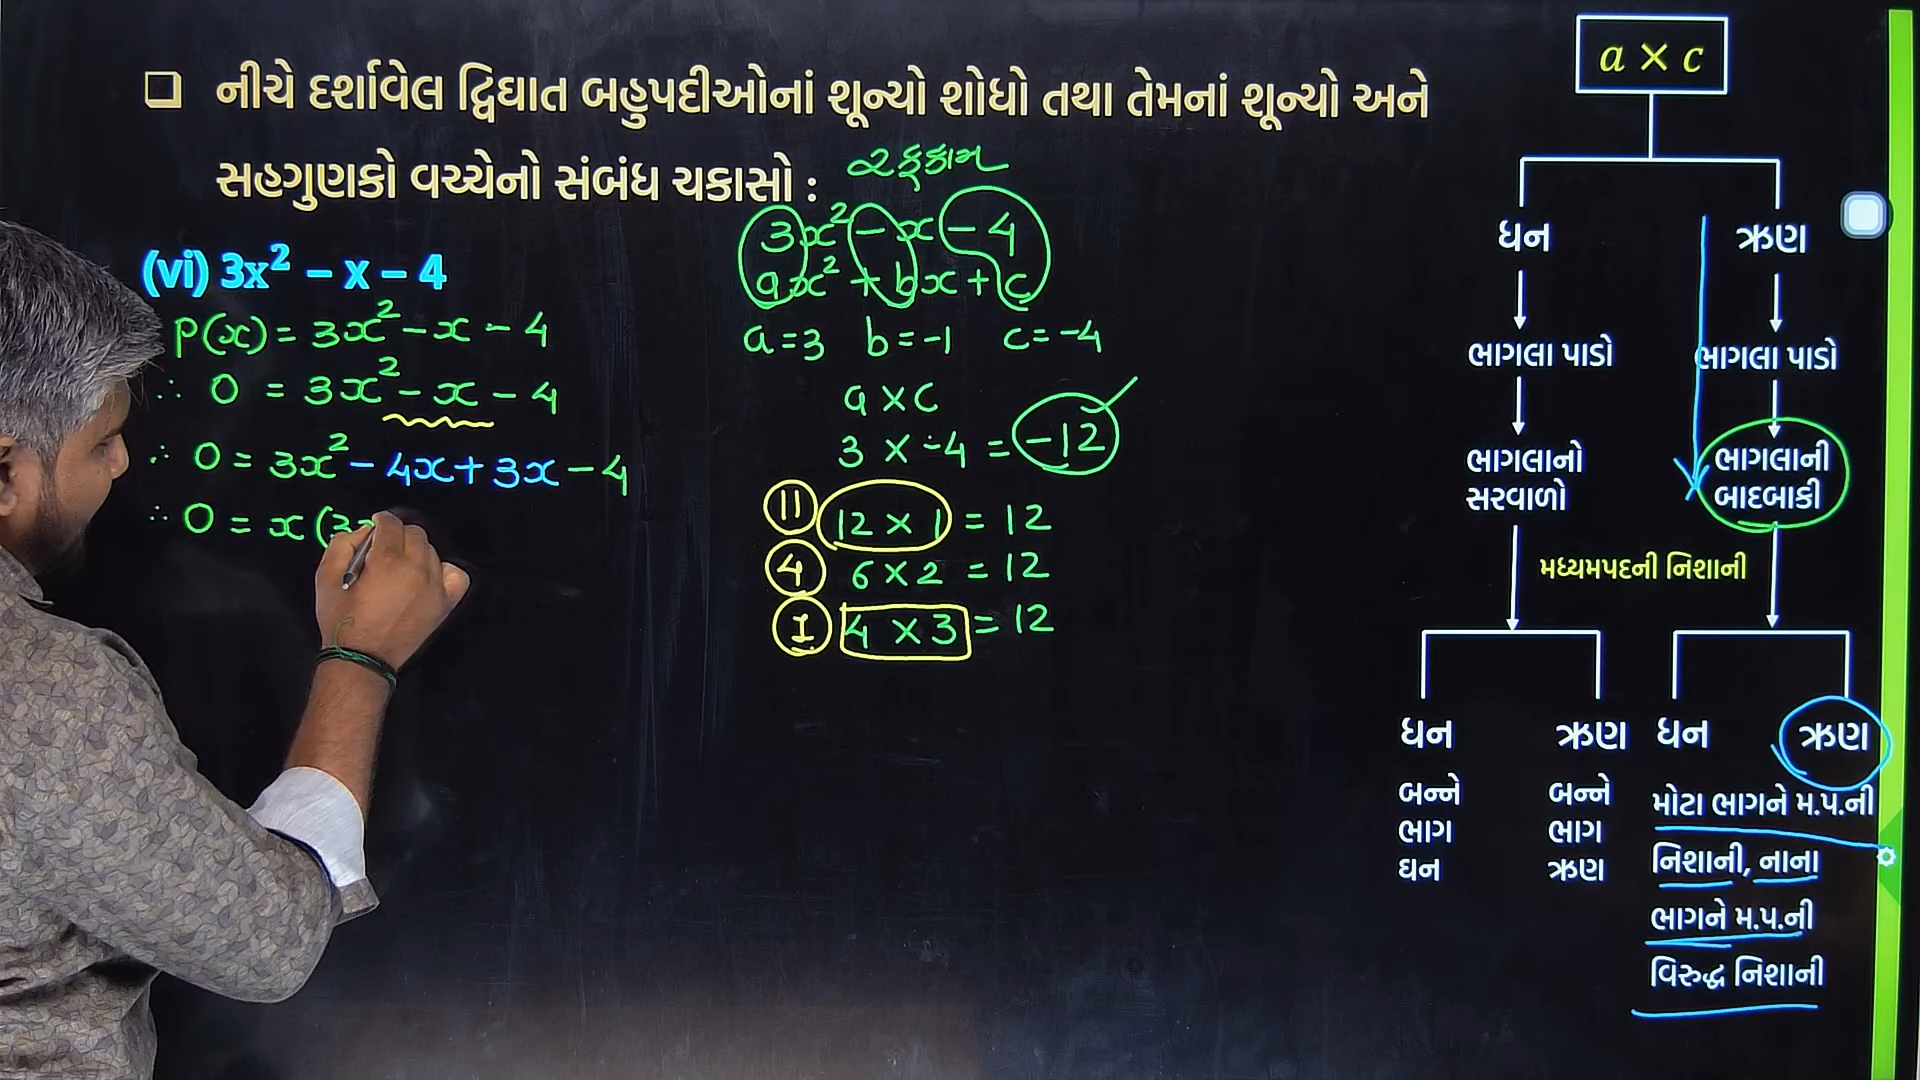 ❑ નીચે દર્શાવેલ દ્વિઘાત બહુપદીઓનાં શૂન્યો શોધો તથા તેમનાં શૂન્યો અને
સહગુણકો વચ્ચેનો સંબંધ ચકાસો :
(vi) 3x² − x − 4
P(x) = 3x² − x − 4
∴ 0 = 3x² − x − 4
∴ 0 = 3x² − 4x + 3x − 4
∴ 0 = x (3x
3x² − x − 4
ax² + bx + c
a = 3 b = −1 c = −4
a × c
3 × −4 = −12
11 12 × 1 = 12
4 6 × 2 = 12
1 4 × 3 = 12
a × c
ધન ઋણ
ભાગલા પાડો ભાગલા પાડો
ભાગલાનો ભાગલાની
સરવાળો બાદબાકી
મધ્યમપદની નિશાની
ધન ઋણ ધન ઋણ
બન્ને બન્ને મોટા ભાગને મ.પ.ની
ભાગ ભાગ નિશાની, નાના
ઘન ઋણ ભાગને મ.પ.ની
વિરુદ્ધ નિશાની